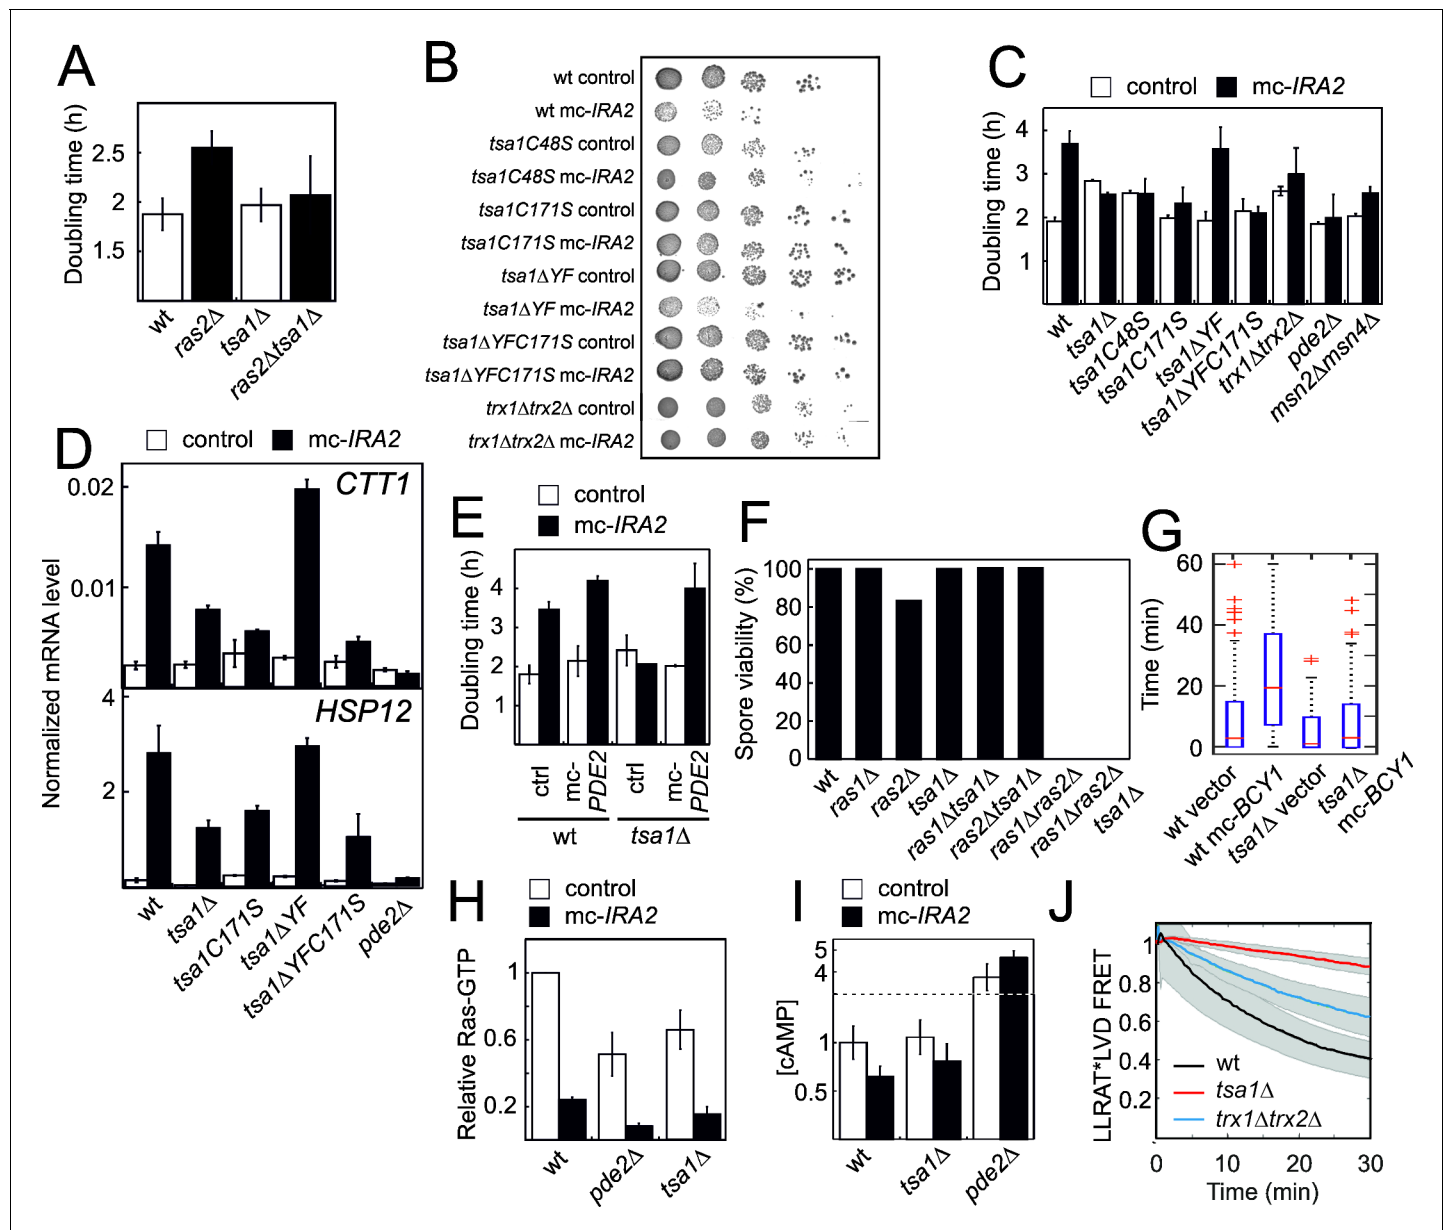 A
Doubling time (h)
2.5
2
1.5
wt
ras2Δ
tsa1Δ
ras2Δtsa1Δ
B
wt control
wt mc-IRA2
tsa1C48S control
tsa1C48S mc-IRA2
tsa1C171S control
tsa1C171S mc-IRA2
tsa1ΔYF control
tsa1ΔYF mc-IRA2
tsa1ΔYFC171S control
tsa1ΔYFC171S mc-IRA2
trx1Δtrx2Δ control
trx1Δtrx2Δ mc-IRA2
C
control mc-IRA2
Doubling time (h)
4
3
2
1
wt
tsa1Δ
tsa1C48S
tsa1C171S
tsa1ΔYF
tsa1ΔYFC171S
trx1Δtrx2Δ
pde2Δ
msn2Δmsn4Δ
D
control mc-IRA2
Normalized mRNA level
CTT1
0.02
0.01
HSP12
4
2
wt
tsa1Δ
tsa1C171S
tsa1ΔYF
tsa1ΔYFC171S
pde2Δ
E
control
mc-IRA2
Doubling time (h)
4
3
2
1
ctrl
mc-
PDE2
ctrl
mc-
PDE2
wt
tsa1Δ
F
Spore viability (%)
100
80
60
40
20
0
wt
ras1Δ
ras2Δ
tsa1Δ
ras1Δtsa1Δ
ras2Δtsa1Δ
ras1Δras2Δ
ras1Δras2Δ
tsa1Δ
G
Time (min)
60
40
20
0
wt vector
wt mc-BCY1
tsa1Δ vector
tsa1Δ
mc-BCY1
H
control
mc-IRA2
Relative Ras-GTP
1
0.6
0.2
wt
pde2Δ
tsa1Δ
I
control
mc-IRA2
[cAMP]
5
4
1
0.5
wt
tsa1Δ
pde2Δ
J
LLRAT*LVD FRET
1
0.8
0.6
0.4
0.2
wt
tsa1Δ
trx1Δtrx2Δ
0 10 20 30
Time (min)